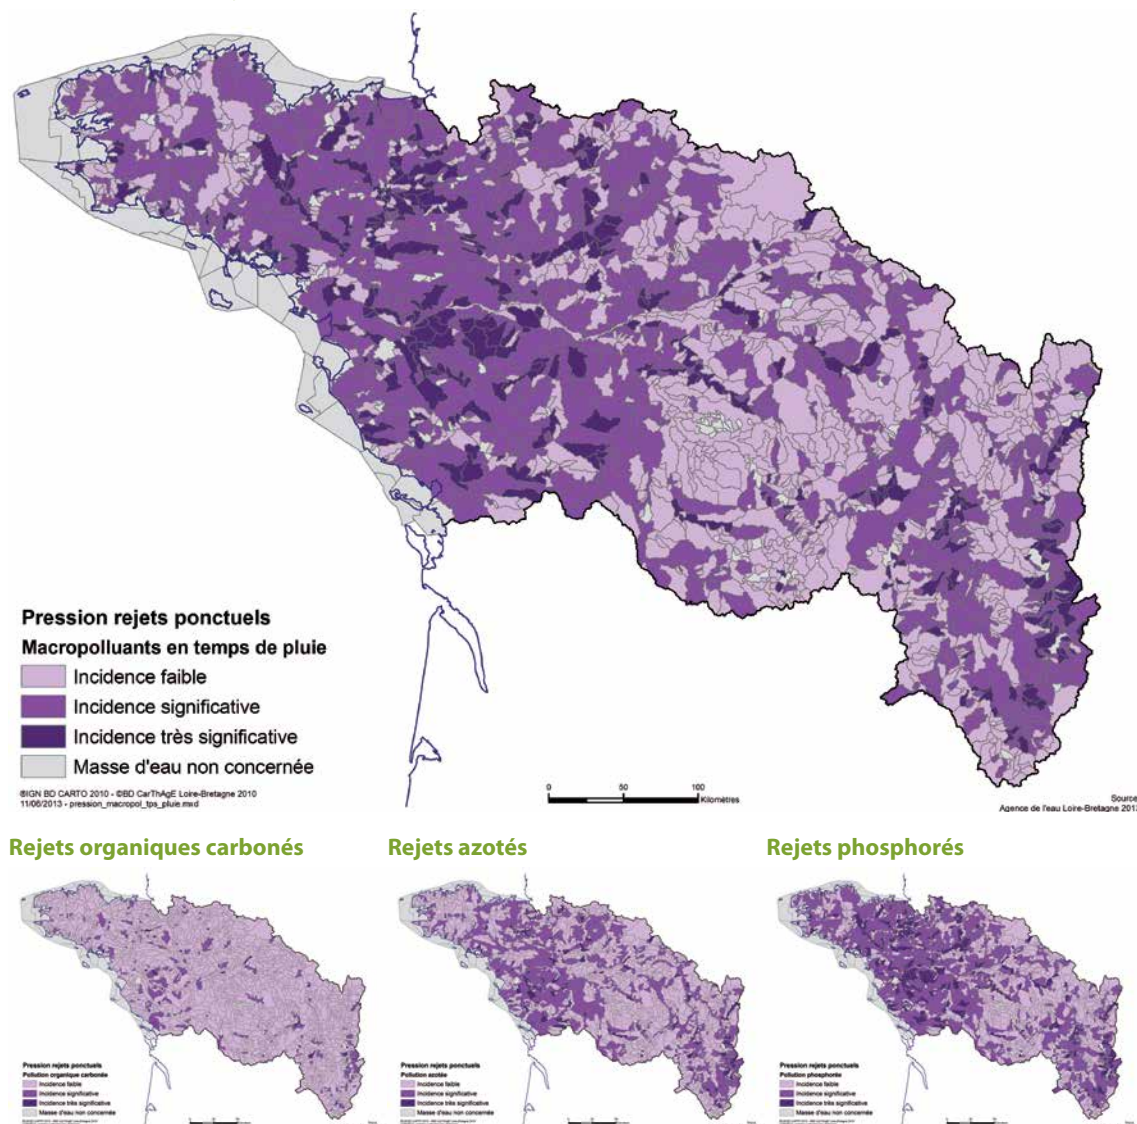 Pression rejets ponctuels
Macropolluants en temps de pluie
Incidence faible
Incidence significative
Incidence très significative
Masse d'eau non concernée
©IGN BD CARTO 2010 - ©BD CarThAgE Loire-Bretagne 2010
11/06/2013 - pression_macropol_tps_pluie.mxd
0 50 100
Kilomètres
Source
Agence de l'eau Loire-Bretagne 2013
Rejets organiques carbonés
Rejets azotés
Rejets phosphorés
Pression rejets ponctuels
Pollution organique carbonée
Incidence faible
Incidence significative
Incidence très significative
Masse d'eau non concernée
Pression rejets ponctuels
Pollution azotée
Incidence faible
Incidence significative
Incidence très significative
Masse d'eau non concernée
Pression rejets ponctuels
Pollution phosphorée
Incidence faible
Incidence significative
Incidence très significative
Masse d'eau non concernée